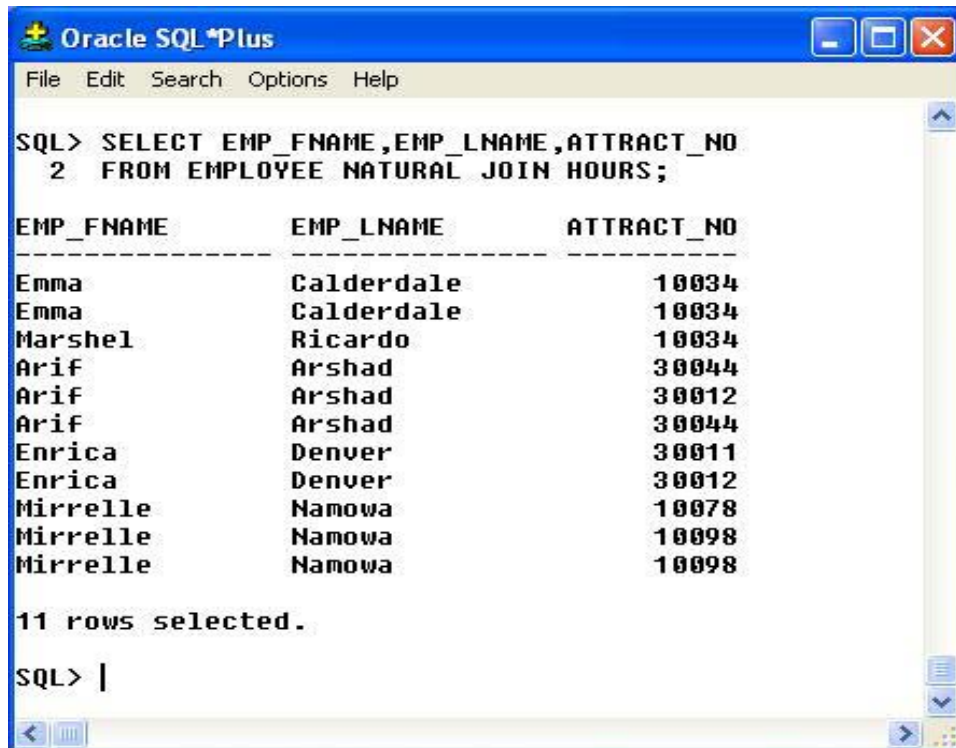 Oracle SQL*Plus
File Edit Search Options Help
SQL> SELECT EMP_FNAME,EMP_LNAME,ATTRACT_NO
2 FROM EMPLOYEE NATURAL JOIN HOURS;
EMP_FNAME EMP_LNAME ATTRACT_NO
--------------- --------------- ----------
Emma Calderdale 10034
Emma Calderdale 10034
Marshel Ricardo 10034
Arif Arshad 30044
Arif Arshad 30012
Arif Arshad 30044
Enrica Denver 30011
Enrica Denver 30012
Mirrelle Namowa 10078
Mirrelle Namowa 10098
Mirrelle Namowa 10098
11 rows selected.
SQL>